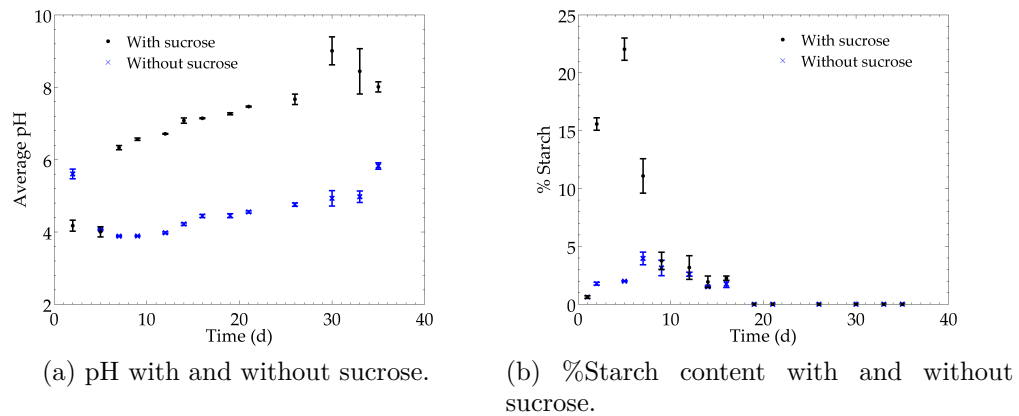 10
8
6
4
2
0 10 20 30 40
Average pH
Time (d)
With sucrose
Without sucrose
(a) pH with and without sucrose.
25
20
15
10
5
0
0 10 20 30 40
% Starch
Time (d)
With sucrose
Without sucrose
(b) %Starch content with and without
sucrose.